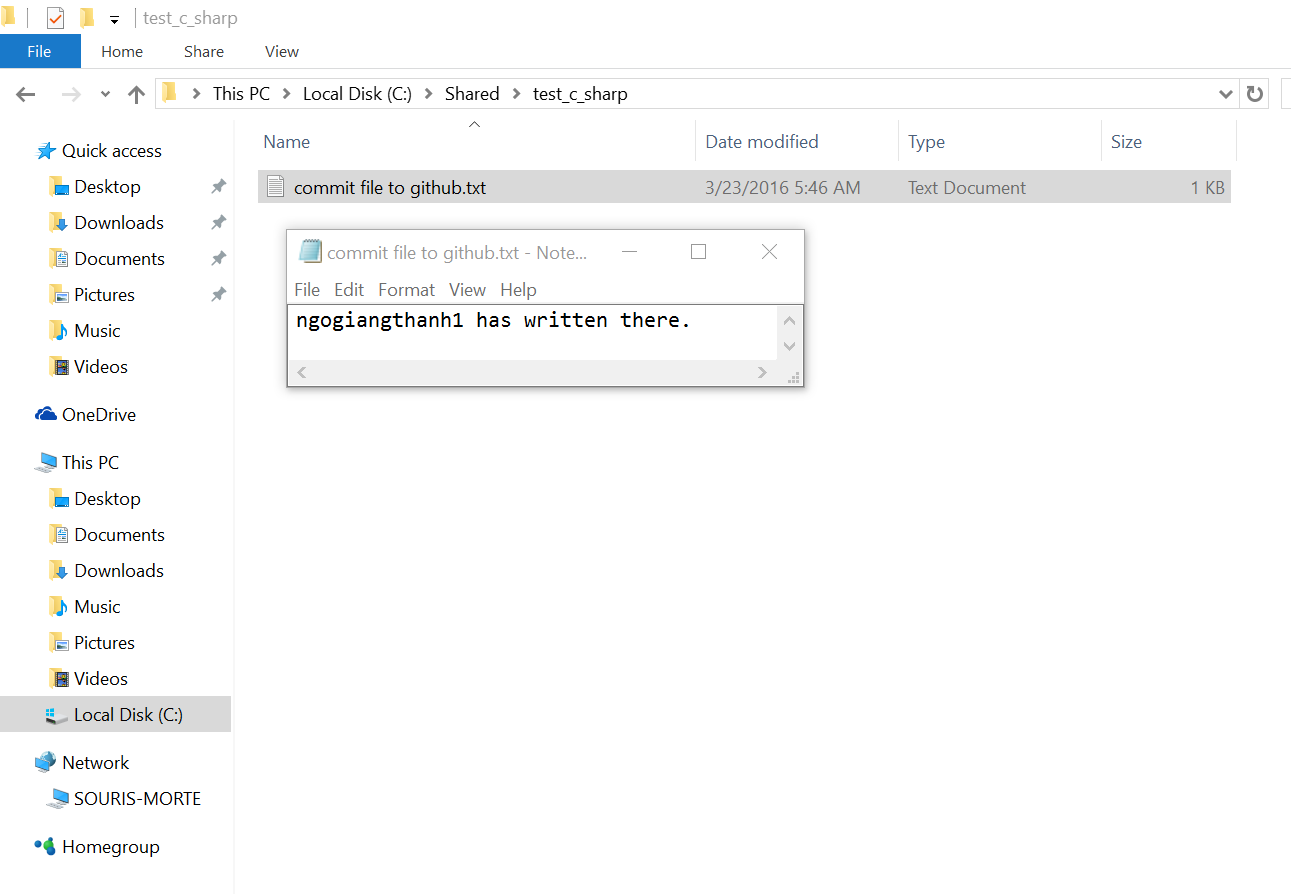 test_c_sharp
File Home Share View
This PC Local Disk (C:) Shared test_c_sharp
Name Date modified Type Size
commit file to github.txt 3/23/2016 5:46 AM Text Document 1 KB
commit file to github.txt - Note...
File Edit Format View Help
ngogiangthanh1 has written there.
Quick access
Desktop
Downloads
Documents
Pictures
Music
Videos
OneDrive
This PC
Desktop
Documents
Downloads
Music
Pictures
Videos
Local Disk (C:)
Network
SOURIS-MORTE
Homegroup